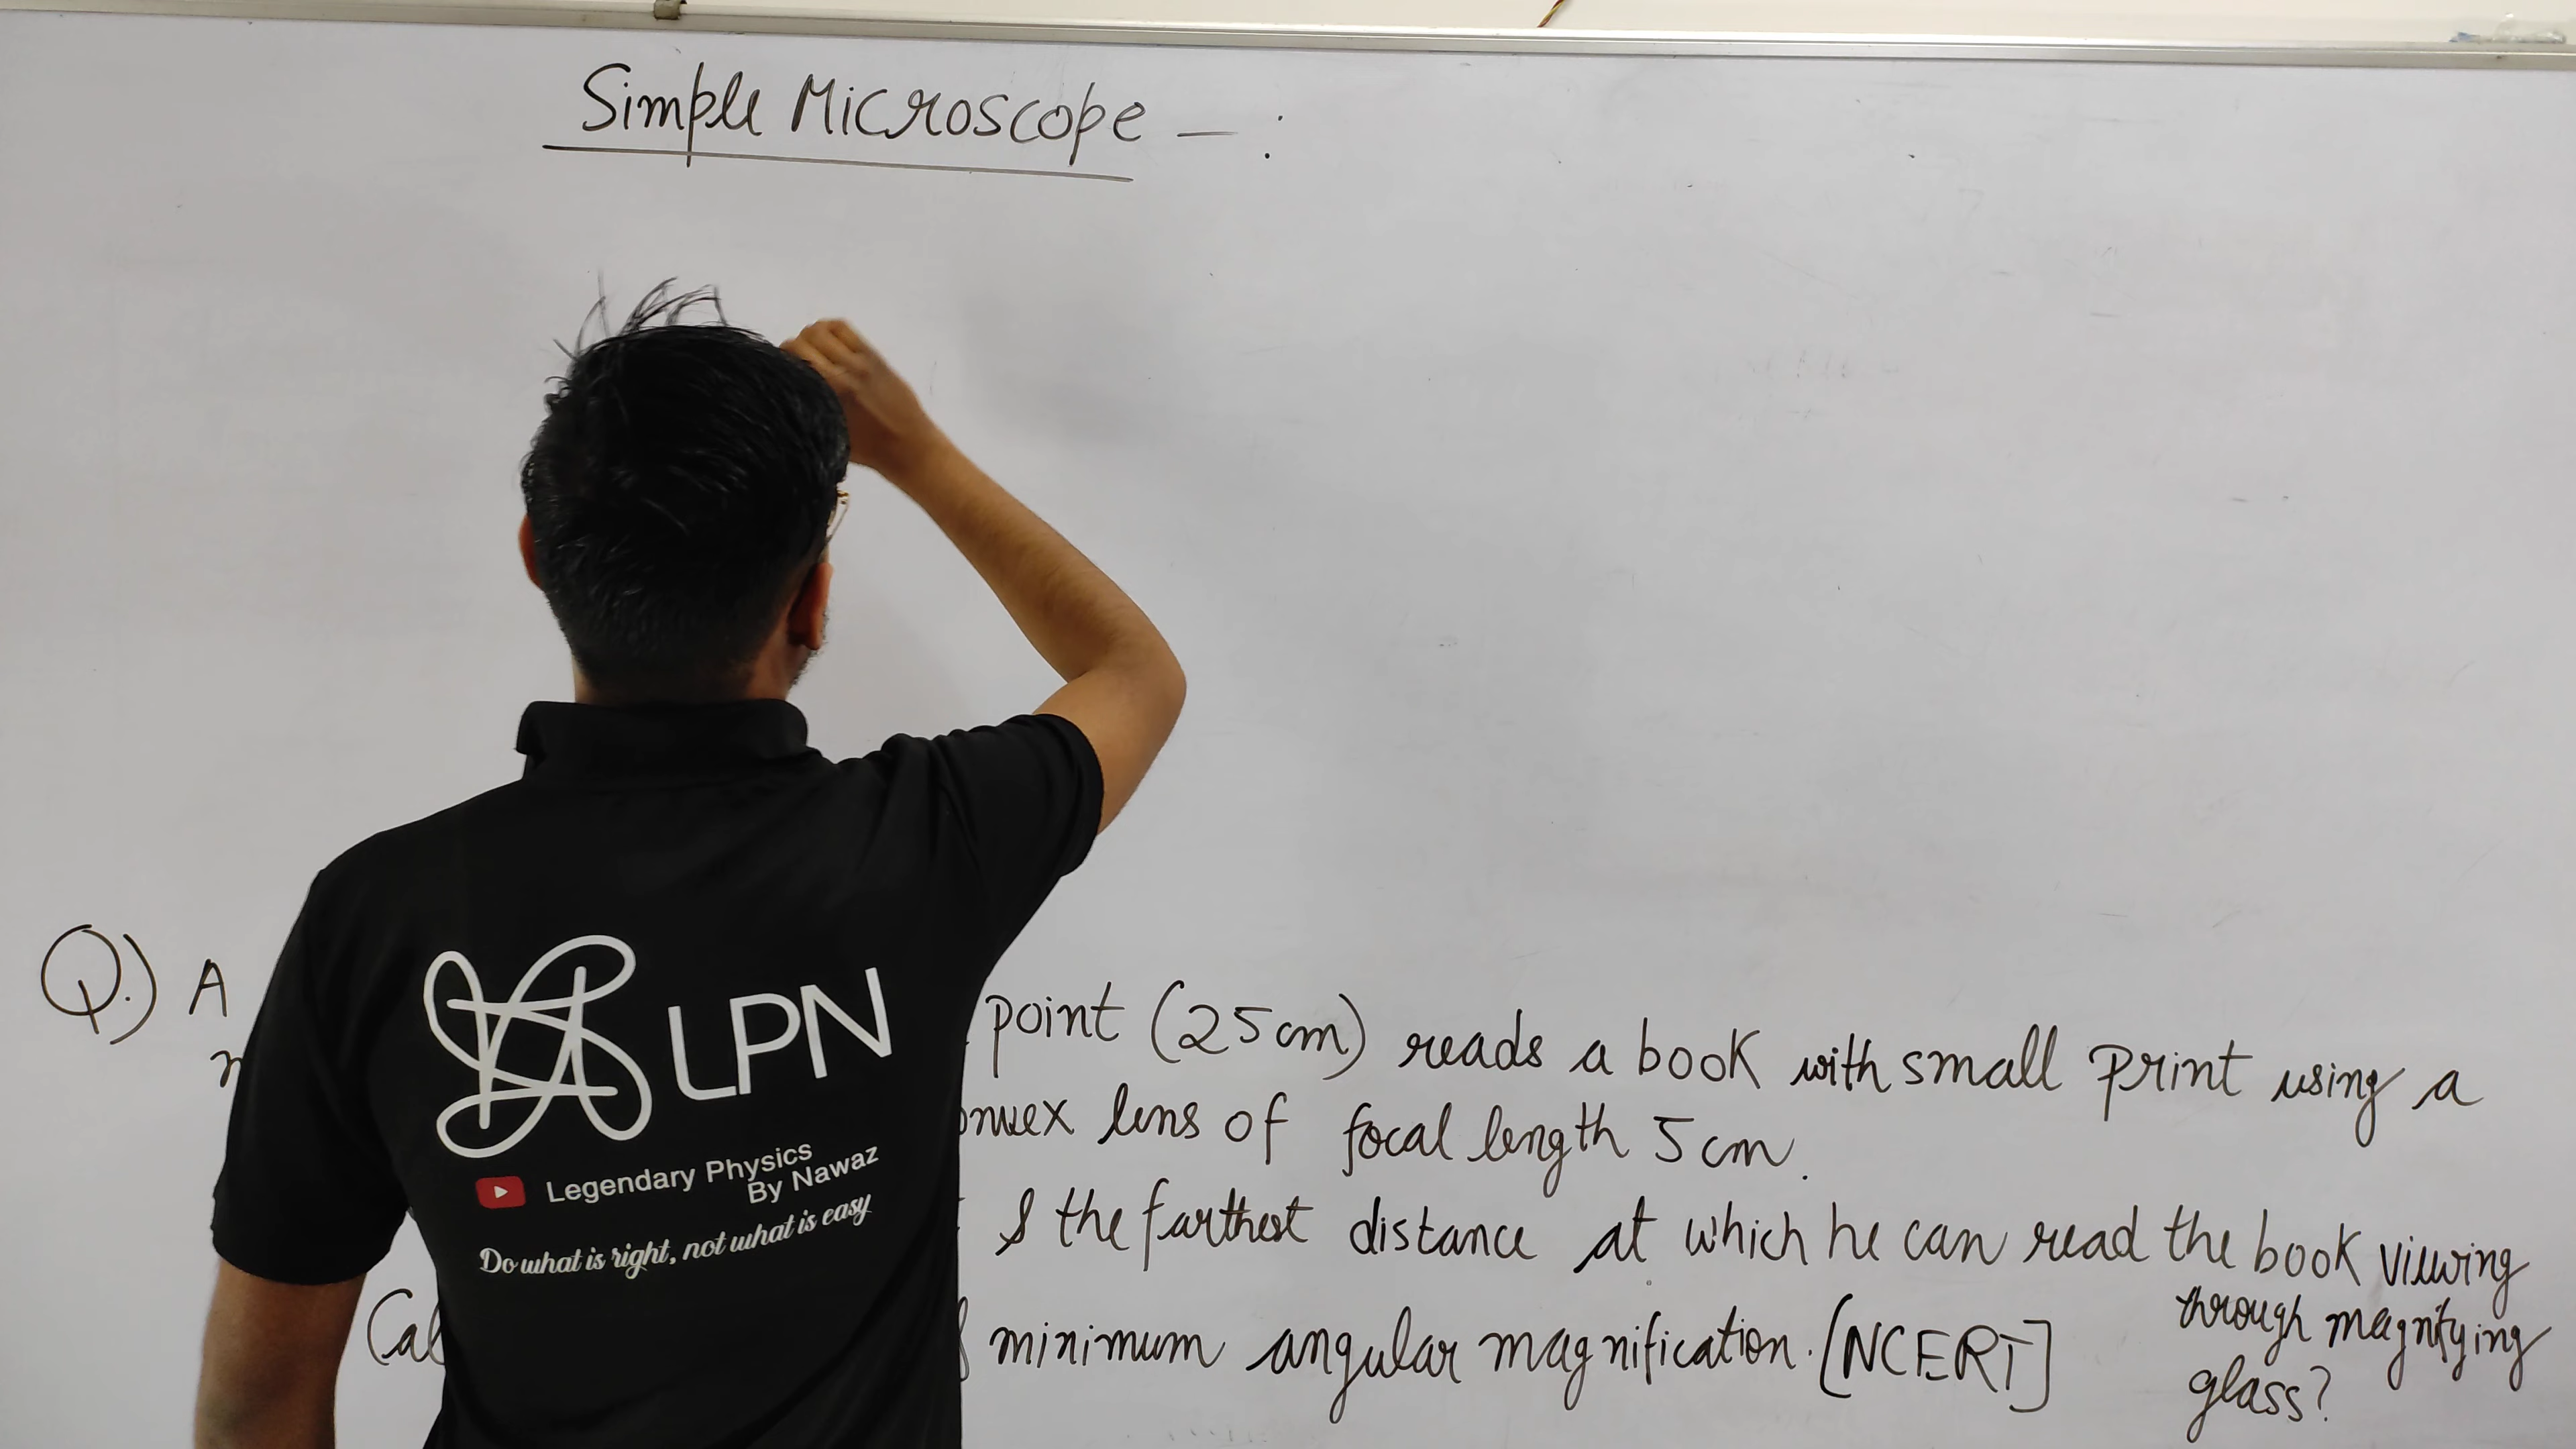 Simple Microscope - :
Q.) A point (25cm) reads a book with small print using a
lens of focal length 5cm.
& the farthest distance at which he can read the book viewing
through magnifying
glass?
minimum angular magnification. [NCERT]
LPN
Legendary Physics
By Nawaz
Do what is right, not what is easy